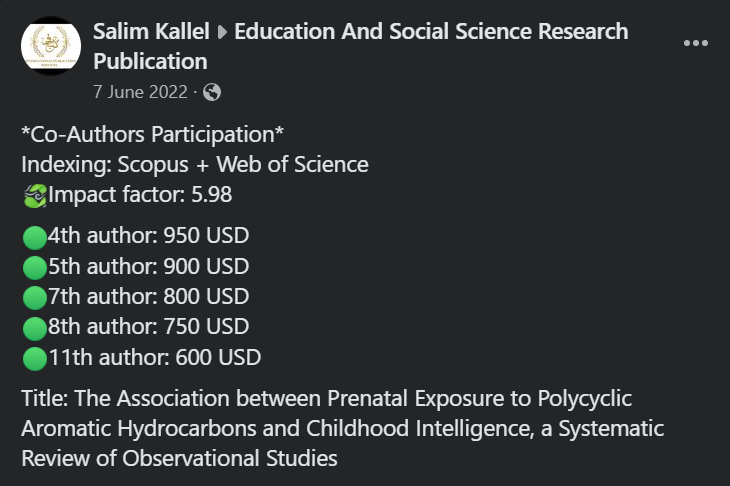 Salim Kallel ▸ Education And Social Science Research
Publication
7 June 2022 ·
*Co-Authors Participation*
Indexing: Scopus + Web of Science
Impact factor: 5.98
4th author: 950 USD
5th author: 900 USD
7th author: 800 USD
8th author: 750 USD
11th author: 600 USD
Title: The Association between Prenatal Exposure to Polycyclic
Aromatic Hydrocarbons and Childhood Intelligence, a Systematic
Review of Observational Studies